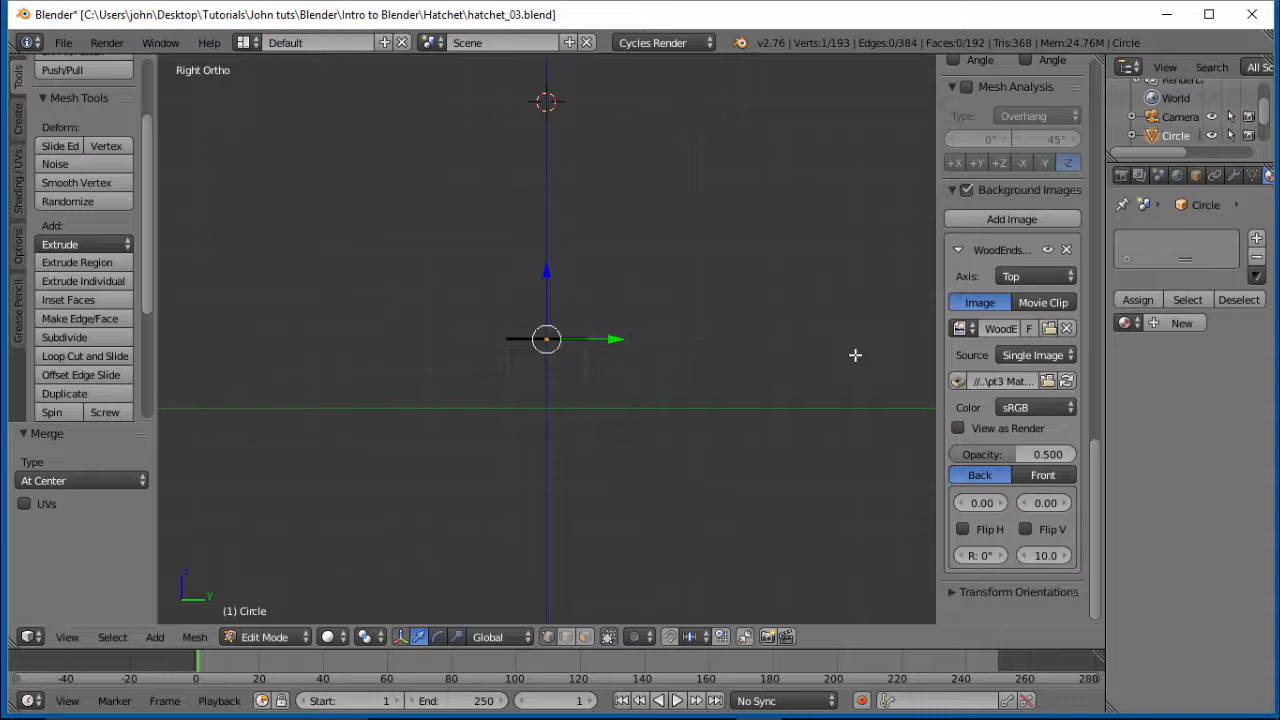 Blender* [C:\Users\john\Desktop\Tutorials\John tuts\Blender\Intro to Blender\Hatchet\hatchet_03.blend]
File Render Window Help Default Scene Cycles Render v2.76 | Verts:1/193 | Edges:0/384 | Faces:0/192 | Tris:368 | Mem:24.76M | Circle
Tools
Create
Shading / UVs
Options
Grease Pencil
Push/Pull
Mesh Tools
Deform:
Slide Ed Vertex
Noise
Smooth Vertex
Randomize
Add:
Extrude
Extrude Region
Extrude Individual
Inset Faces
Make Edge/Face
Subdivide
Loop Cut and Slide
Offset Edge Slide
Duplicate
Spin Screw
Merge
Type
At Center
UVs
Right Ortho
z
y
(1) Circle
Angle Angle
Mesh Analysis
Type: Overhang
0° 45°
+X +Y +Z -X -Y -Z
Background Images
Add Image
WoodEnds...
Axis: Top
Image Movie Clip
WoodE F
Source Single Image
//..\pt3 Mat...
Color sRGB
View as Render
Opacity: 0.500
Back Front
0.00 0.00
Flip H Flip V
R: 0° 10.0
Transform Orientations
View Search All Sc
World
Camera
Circle
Circle
Assign Select Deselect
New
View Select Add Mesh Edit Mode Global
-40 -20 0 20 40 60 80 100 120 140 160 180 200 220 240 260 280
View Marker Frame Playback Start: 1 End: 250 1 No Sync